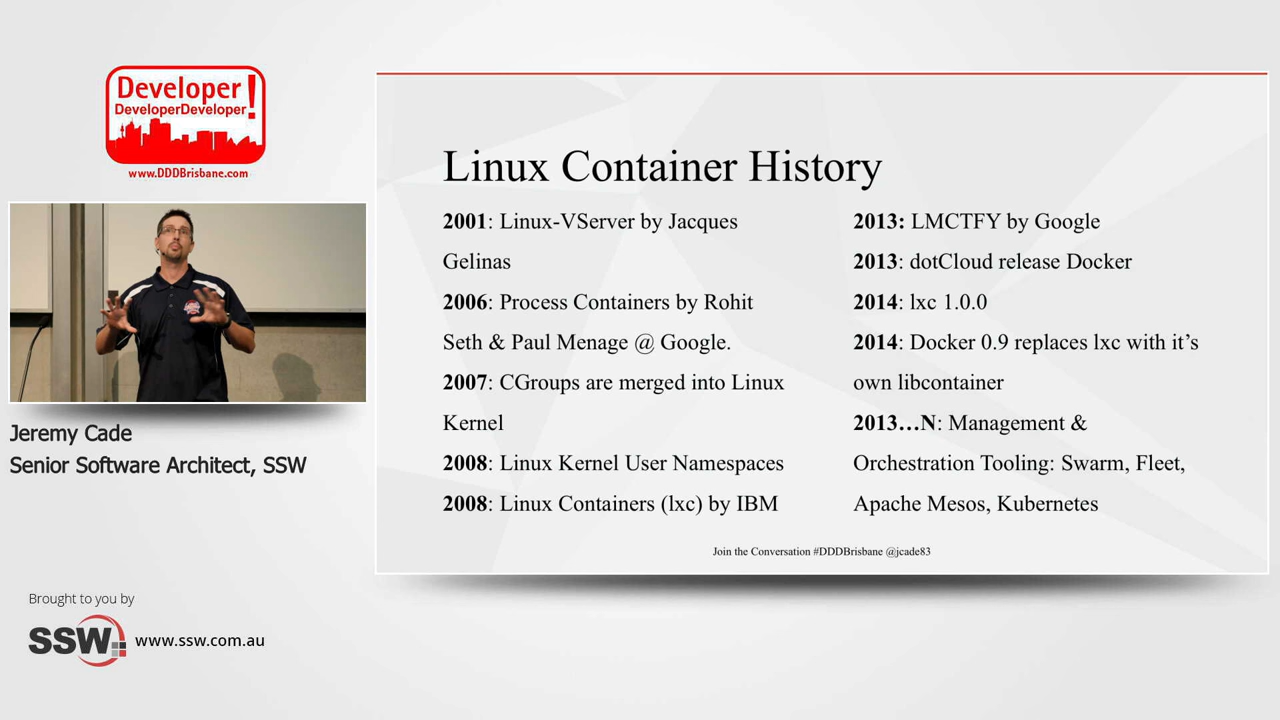 Developer!
DeveloperDeveloper
www.DDDBrisbane.com
Jeremy Cade
Senior Software Architect, SSW
Brought to you by
SSW
www.ssw.com.au
Linux Container History
2001: Linux-VServer by Jacques
Gelinas
2006: Process Containers by Rohit
Seth & Paul Menage @ Google.
2007: CGroups are merged into Linux
Kernel
2008: Linux Kernel User Namespaces
2008: Linux Containers (lxc) by IBM
2013: LMCTFY by Google
2013: dotCloud release Docker
2014: lxc 1.0.0
2014: Docker 0.9 replaces lxc with it’s
own libcontainer
2013…N: Management &
Orchestration Tooling: Swarm, Fleet,
Apache Mesos, Kubernetes
Join the Conversation #DDDBrisbane @jcade83